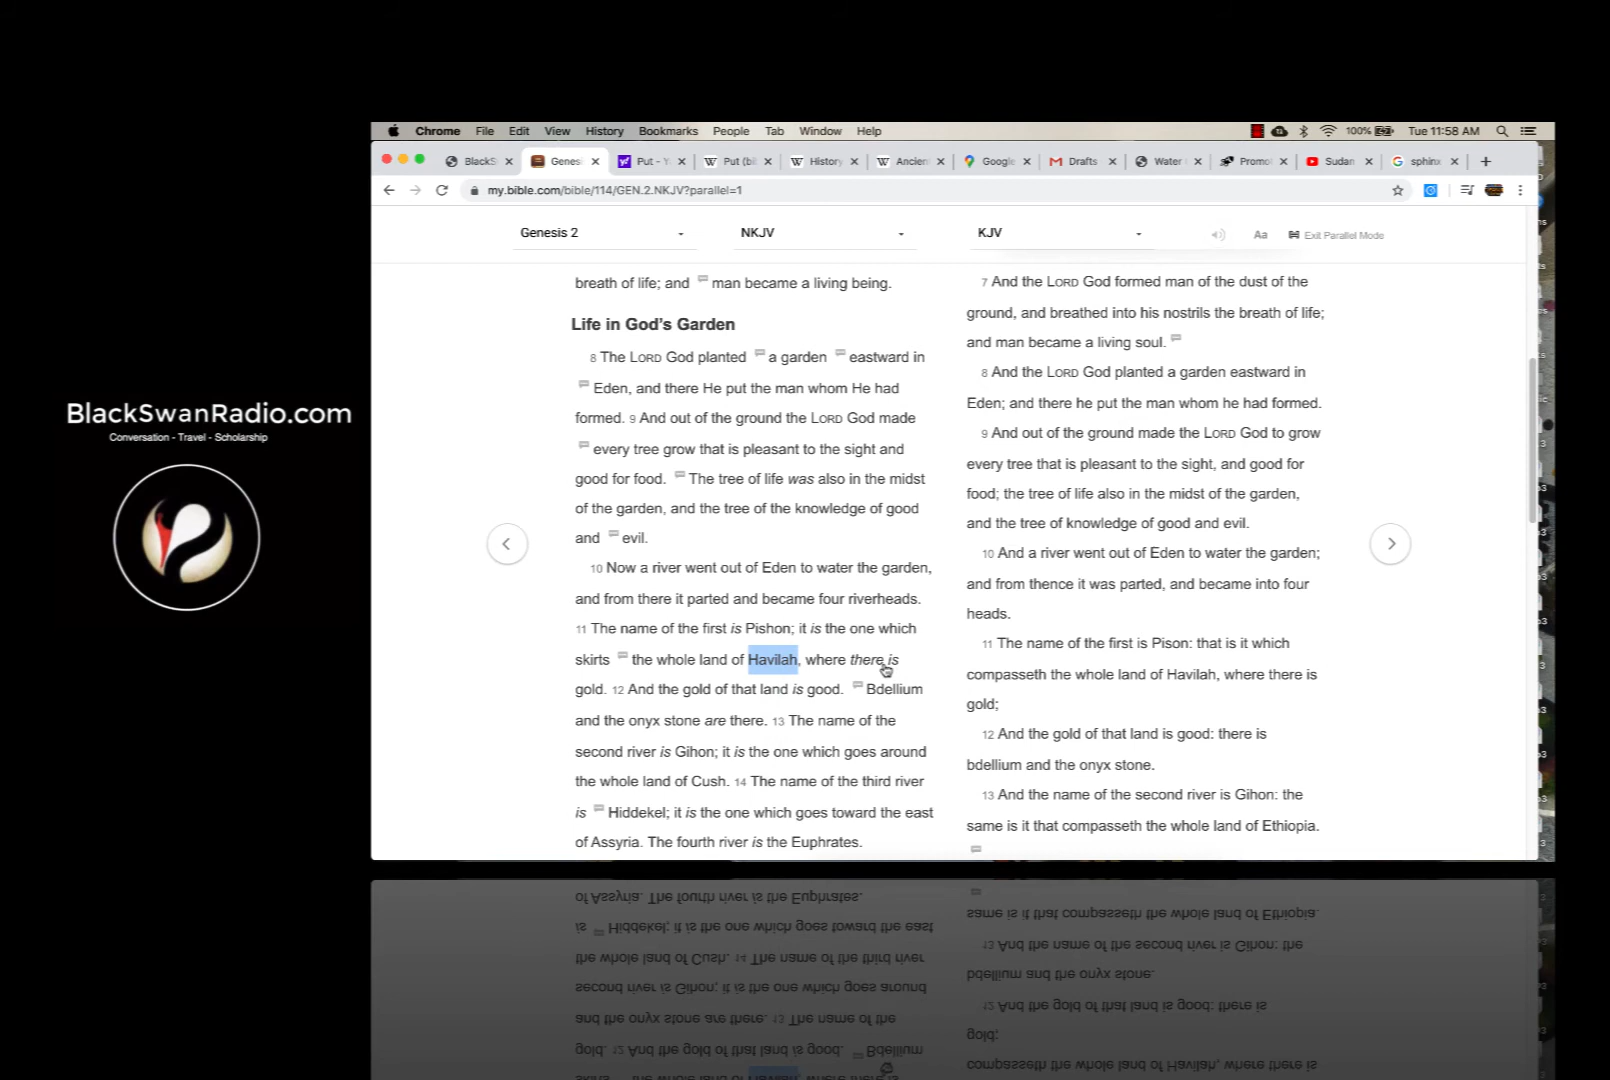 Chrome File Edit View History Bookmarks People Tab Window Help 100% Tue 11:58 AM
BlackS Genes Put - Y Put (bi History Ancien Google Drafts Water Promo Sudan sphinx
my.bible.com/bible/114/GEN.2.NKJV?parallel=1
Genesis 2 NKJV KJV Aa Exit Parallel Mode
breath of life; and man became a living being.
Life in God's Garden
8 The LORD God planted a garden eastward in
Eden, and there He put the man whom He had
formed. 9 And out of the ground the LORD God made
every tree grow that is pleasant to the sight and
good for food. The tree of life was also in the midst
of the garden, and the tree of the knowledge of good
and evil.
10 Now a river went out of Eden to water the garden,
and from there it parted and became four riverheads.
11 The name of the first is Pishon; it is the one which
skirts the whole land of Havilah, where there is
gold. 12 And the gold of that land is good. Bdellium
and the onyx stone are there. 13 The name of the
second river is Gihon; it is the one which goes around
the whole land of Cush. 14 The name of the third river
is Hiddekel; it is the one which goes toward the east
of Assyria. The fourth river is the Euphrates.
7 And the LORD God formed man of the dust of the
ground, and breathed into his nostrils the breath of life;
and man became a living soul.
8 And the LORD God planted a garden eastward in
Eden; and there he put the man whom he had formed.
9 And out of the ground made the LORD God to grow
every tree that is pleasant to the sight, and good for
food; the tree of life also in the midst of the garden,
and the tree of knowledge of good and evil.
10 And a river went out of Eden to water the garden;
and from thence it was parted, and became into four
heads.
11 The name of the first is Pison: that is it which
compasseth the whole land of Havilah, where there is
gold;
12 And the gold of that land is good: there is
bdellium and the onyx stone.
13 And the name of the second river is Gihon: the
same is it that compasseth the whole land of Ethiopia.
BlackSwanRadio.com
Conversation - Travel - Scholarship